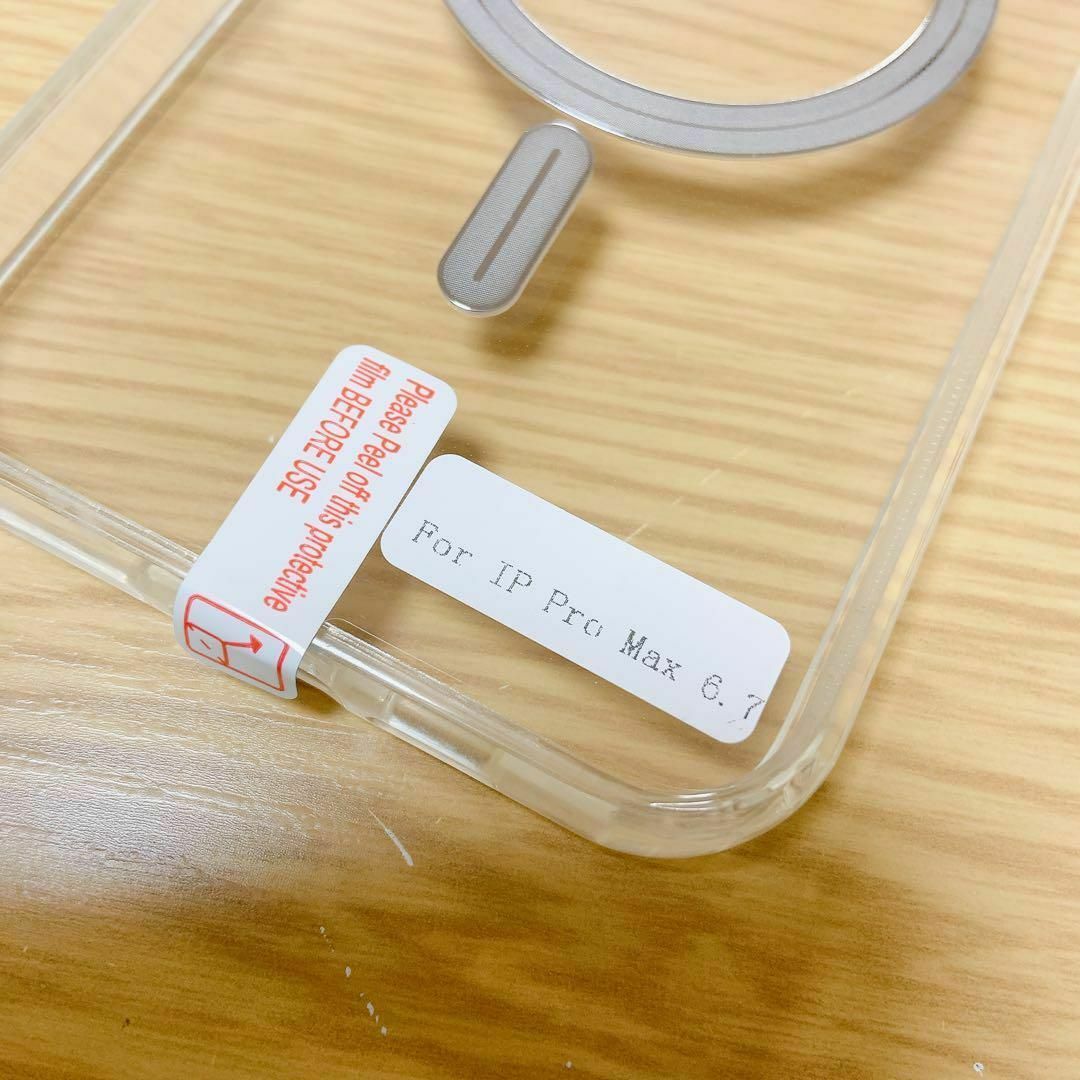 Please Peel off this protective
film BEFORE USE
For IP Pro Max 6.7